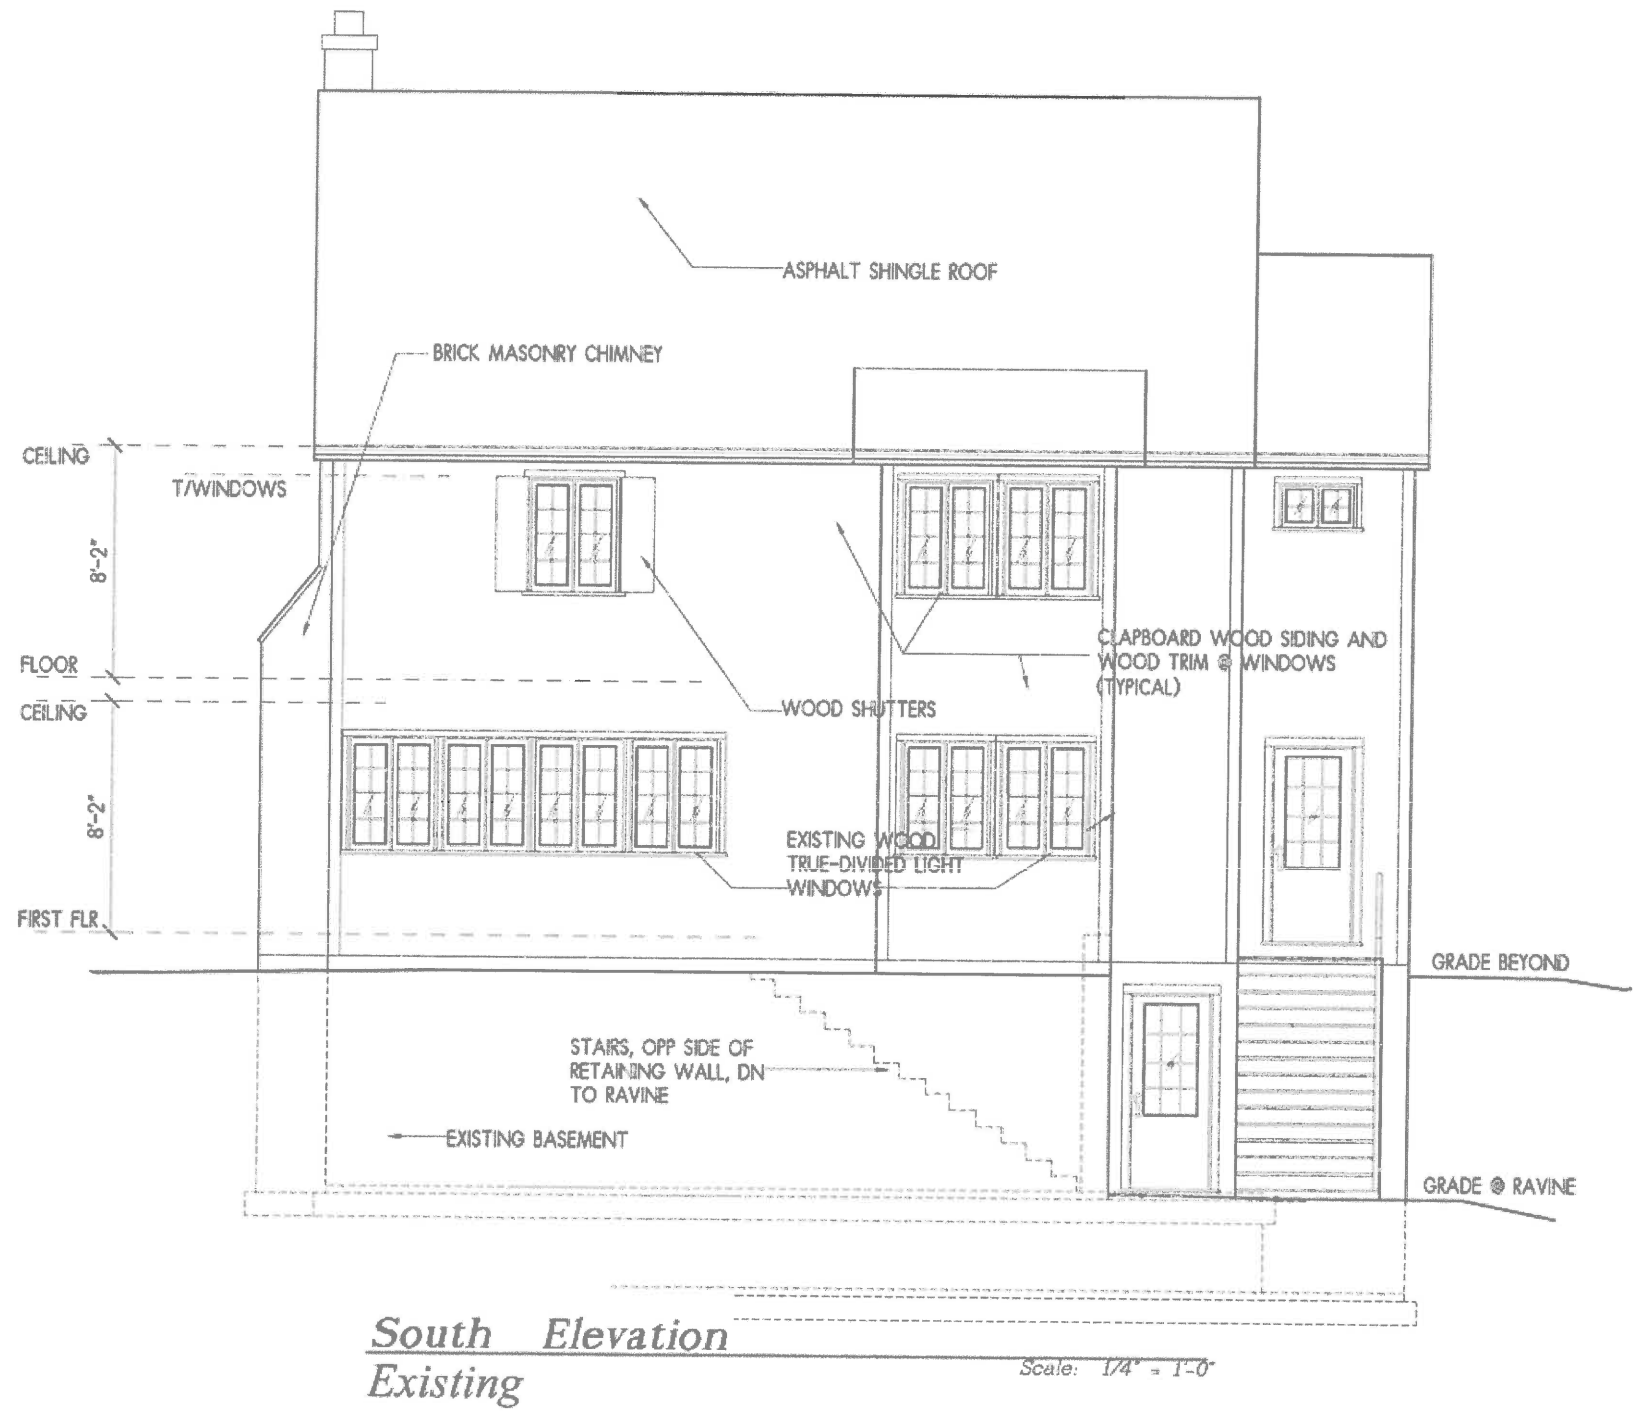 ASPHALT SHINGLE ROOF
BRICK MASONRY CHIMNEY
CEILING
T/WINDOWS
8'-2"
CLAPBOARD WOOD SIDING AND
WOOD TRIM @ WINDOWS
(TYPICAL)
FLOOR
CEILING
WOOD SHUTTERS
8'-2"
EXISTING WOOD
TRUE-DIVIDED LIGHT
WINDOWS
FIRST FLR.
GRADE BEYOND
STAIRS, OPP SIDE OF
RETAINING WALL, DN
TO RAVINE
EXISTING BASEMENT
GRADE @ RAVINE
South Elevation
Existing
Scale: 1/4" = 1'-0"